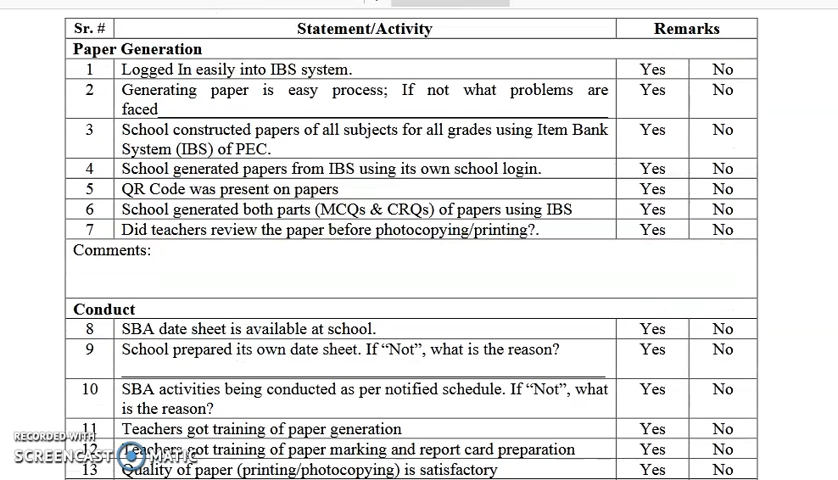 Sr. # Statement/Activity Remarks
Paper Generation
1 Logged In easily into IBS system. Yes No
2 Generating paper is easy process; If not what problems are Yes No
faced
3 School constructed papers of all subjects for all grades using Item Bank Yes No
System (IBS) of PEC.
4 School generated papers from IBS using its own school login. Yes No
5 QR Code was present on papers Yes No
6 School generated both parts (MCQs & CRQs) of papers using IBS Yes No
7 Did teachers review the paper before photocopying/printing?. Yes No
Comments:
Conduct
8 SBA date sheet is available at school. Yes No
9 School prepared its own date sheet. If “Not”, what is the reason? Yes No
10 SBA activities being conducted as per notified schedule. If “Not”, what Yes No
is the reason?
11 Teachers got training of paper generation Yes No
RECORDED WITH
12 Teachers got training of paper marking and report card preparation Yes No
SCREENCAST MATIC
13 Quality of paper (printing/photocopying) is satisfactory Yes No